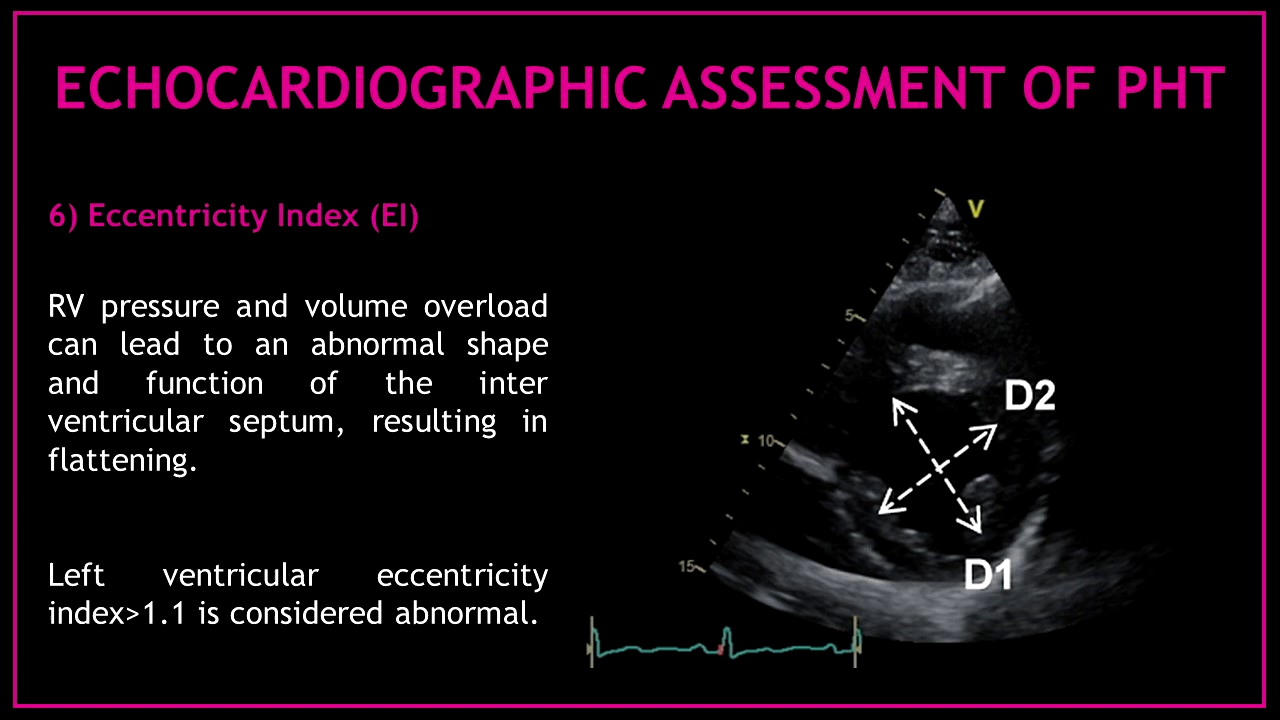 ECHOCARDIOGRAPHIC ASSESSMENT OF PHT
6) Eccentricity Index (EI)
RV pressure and volume overload
can lead to an abnormal shape
and function of the inter
ventricular septum, resulting in
flattening.
Left ventricular eccentricity
index>1.1 is considered abnormal.
V
5
D2
10
D1
15